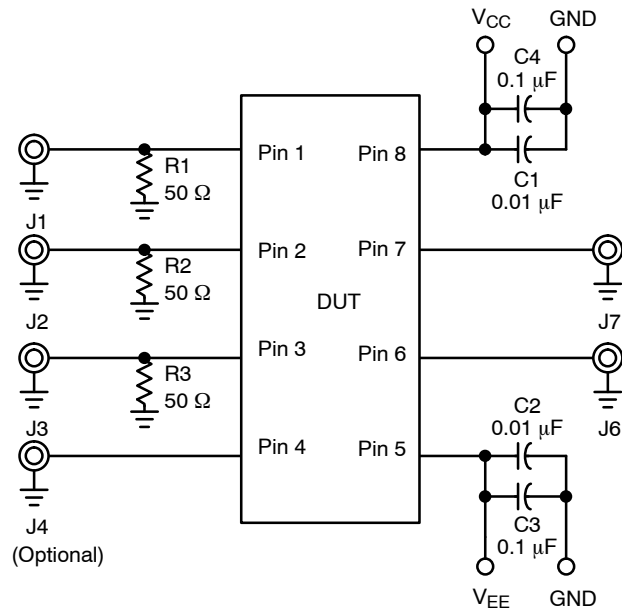 V_CC GND
C4
0.1 μF
C1
0.01 μF
Pin 1 Pin 8
R1
50 Ω
J1
Pin 2 Pin 7
R2
50 Ω
DUT
J2 J7
Pin 3 Pin 6
R3
50 Ω
J3 J6
C2
0.01 μF
Pin 4 Pin 5
C3
0.1 μF
J4
(Optional)
V_EE GND